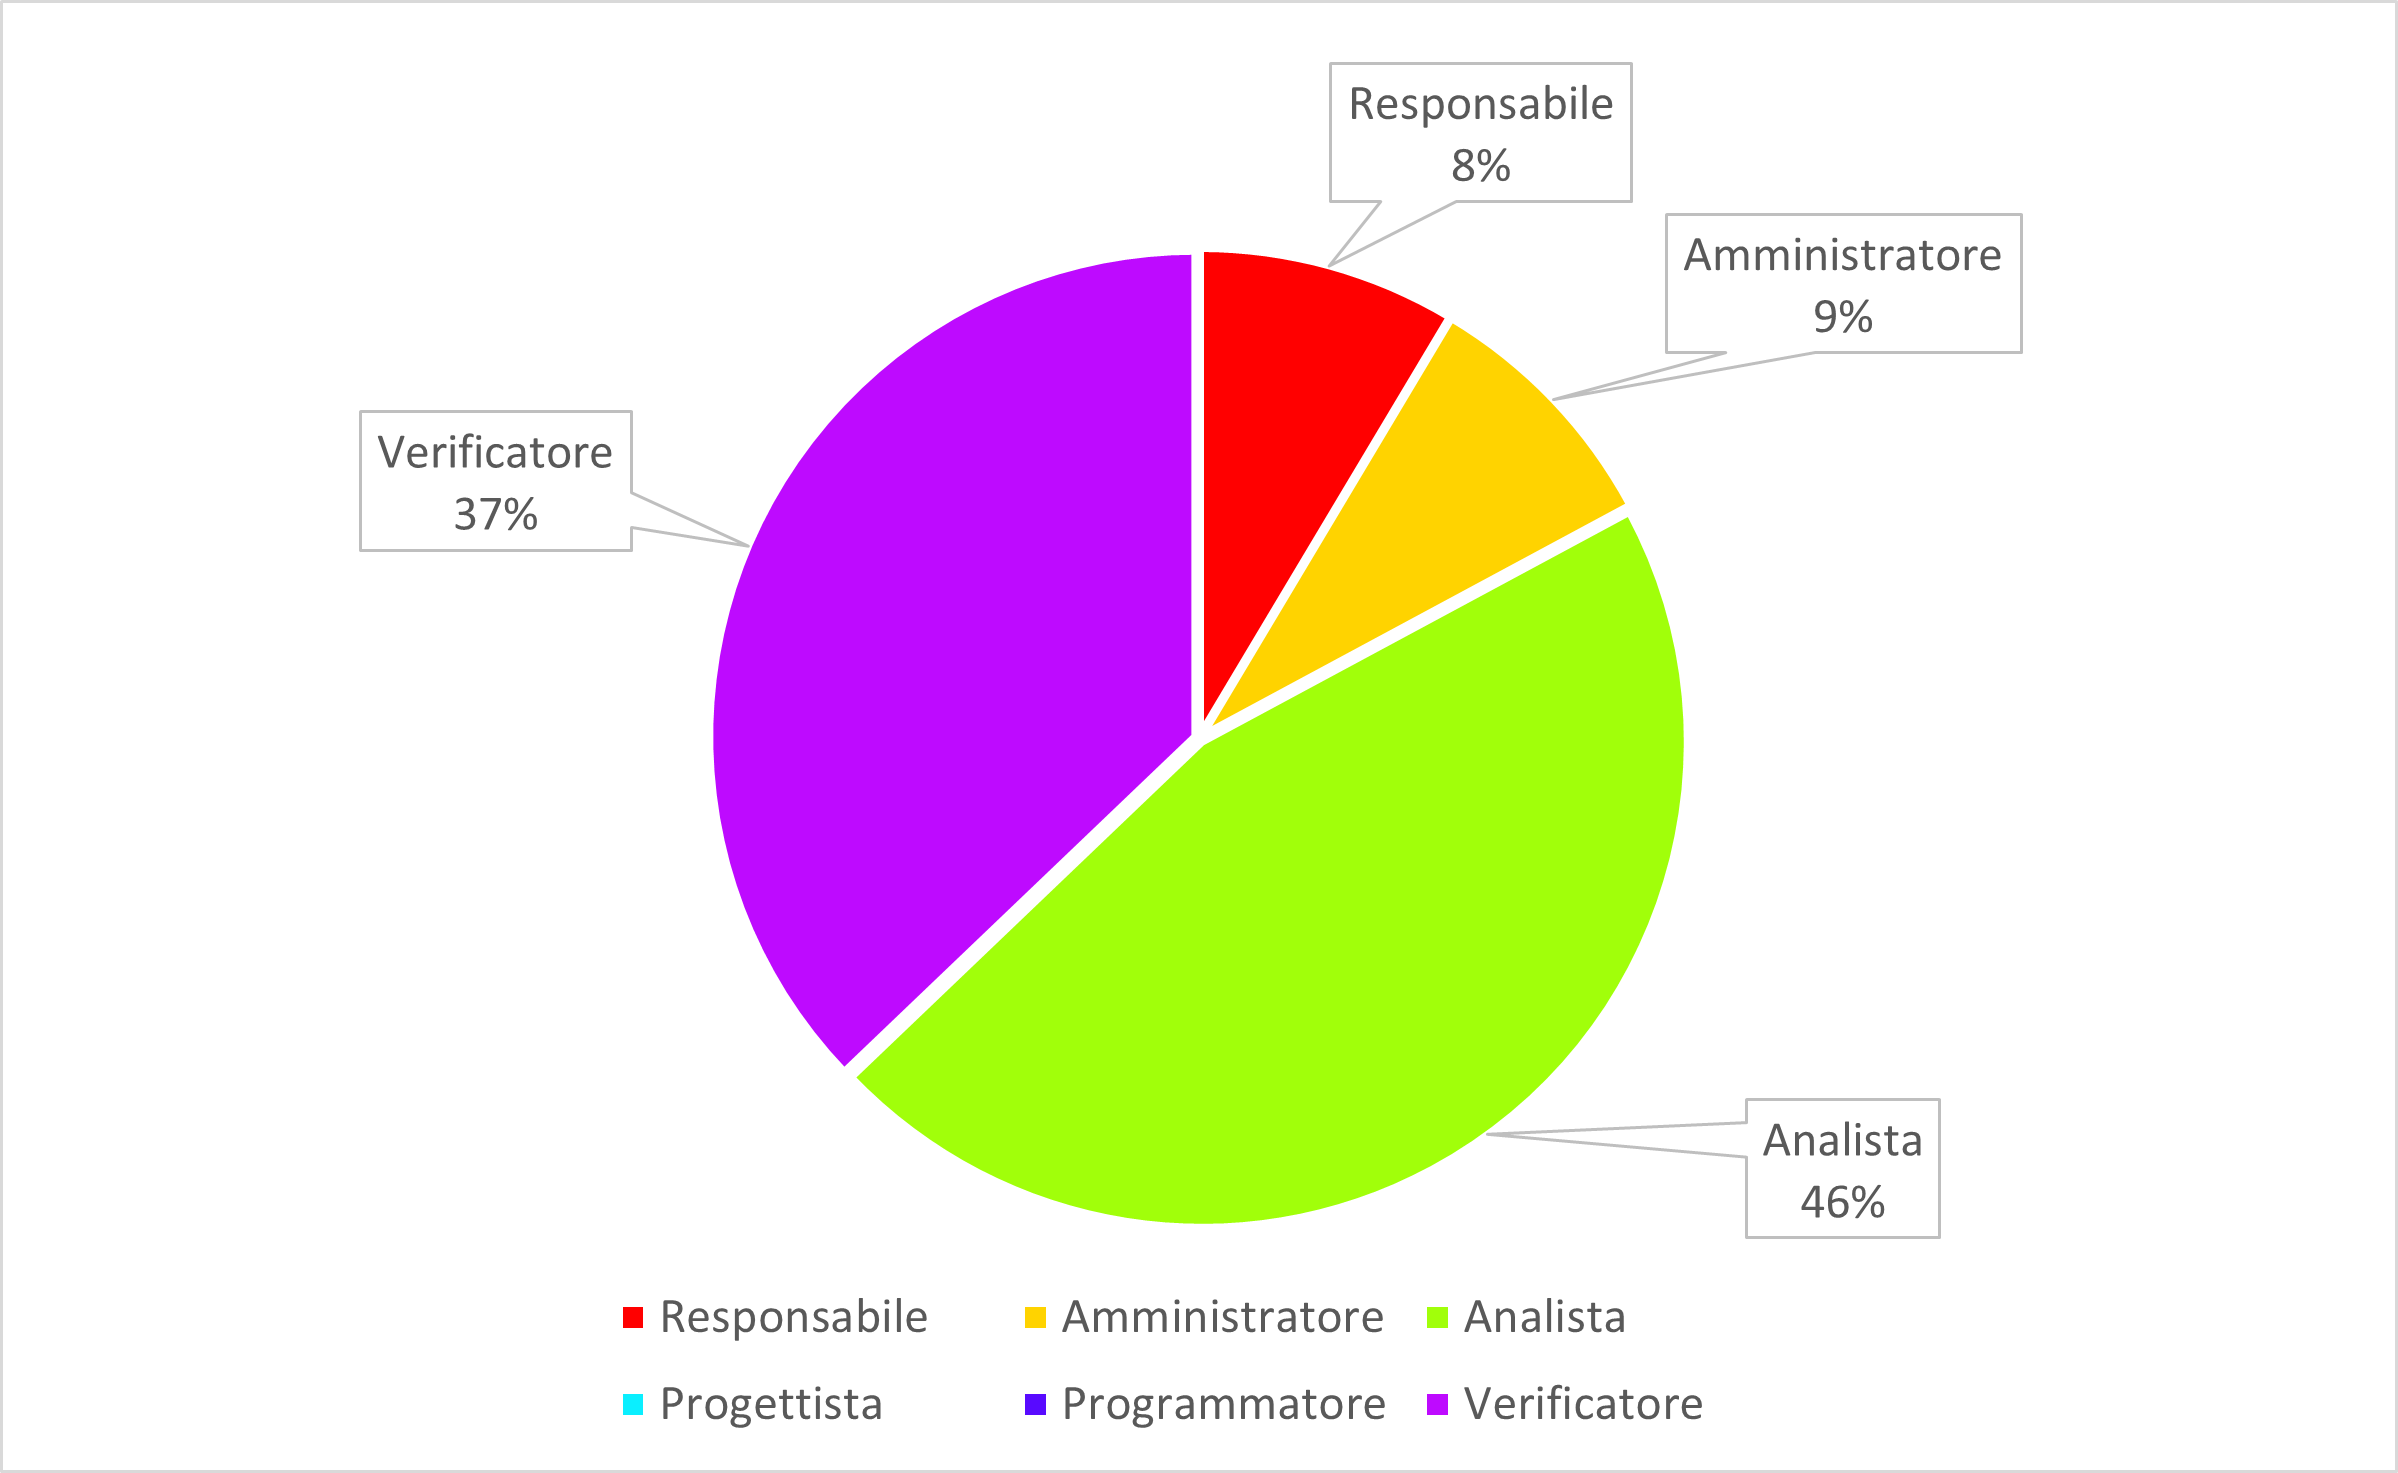 Responsabile
8%
Amministratore
9%
Verificatore
37%
Analista
46%
Responsabile
Amministratore
Analista
Progettista
Programmatore
Verificatore